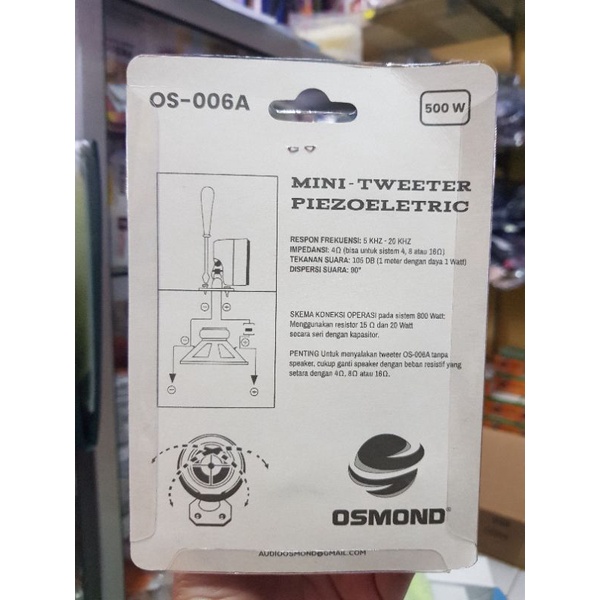 OS-006A
500 W
MINI-TWEETER
PIEZOELETRIC
RESPON FREKUENSI: 5 KHZ - 20 KHZ
IMPEDANSI: 4Ω (bisa untuk sistem 4, 8 atau 16Ω)
TEKANAN SUARA: 105 DB (1 meter dengan daya 1 Watt)
DISPERSI SUARA: 90°
SKEMA KONEKSI OPERASI pada sistem 800 Watt:
Menggunakan resistor 15 Ω dan 20 Watt
secara seri dengan kapasitor.
PENTING Untuk menyalakan tweeter OS-006A tanpa
speaker, cukup ganti speaker dengan beban resistif yang
setara dengan 4Ω, 8Ω atau 16Ω.
OSMOND®
AUDIOOSMOND@GMAIL.COM